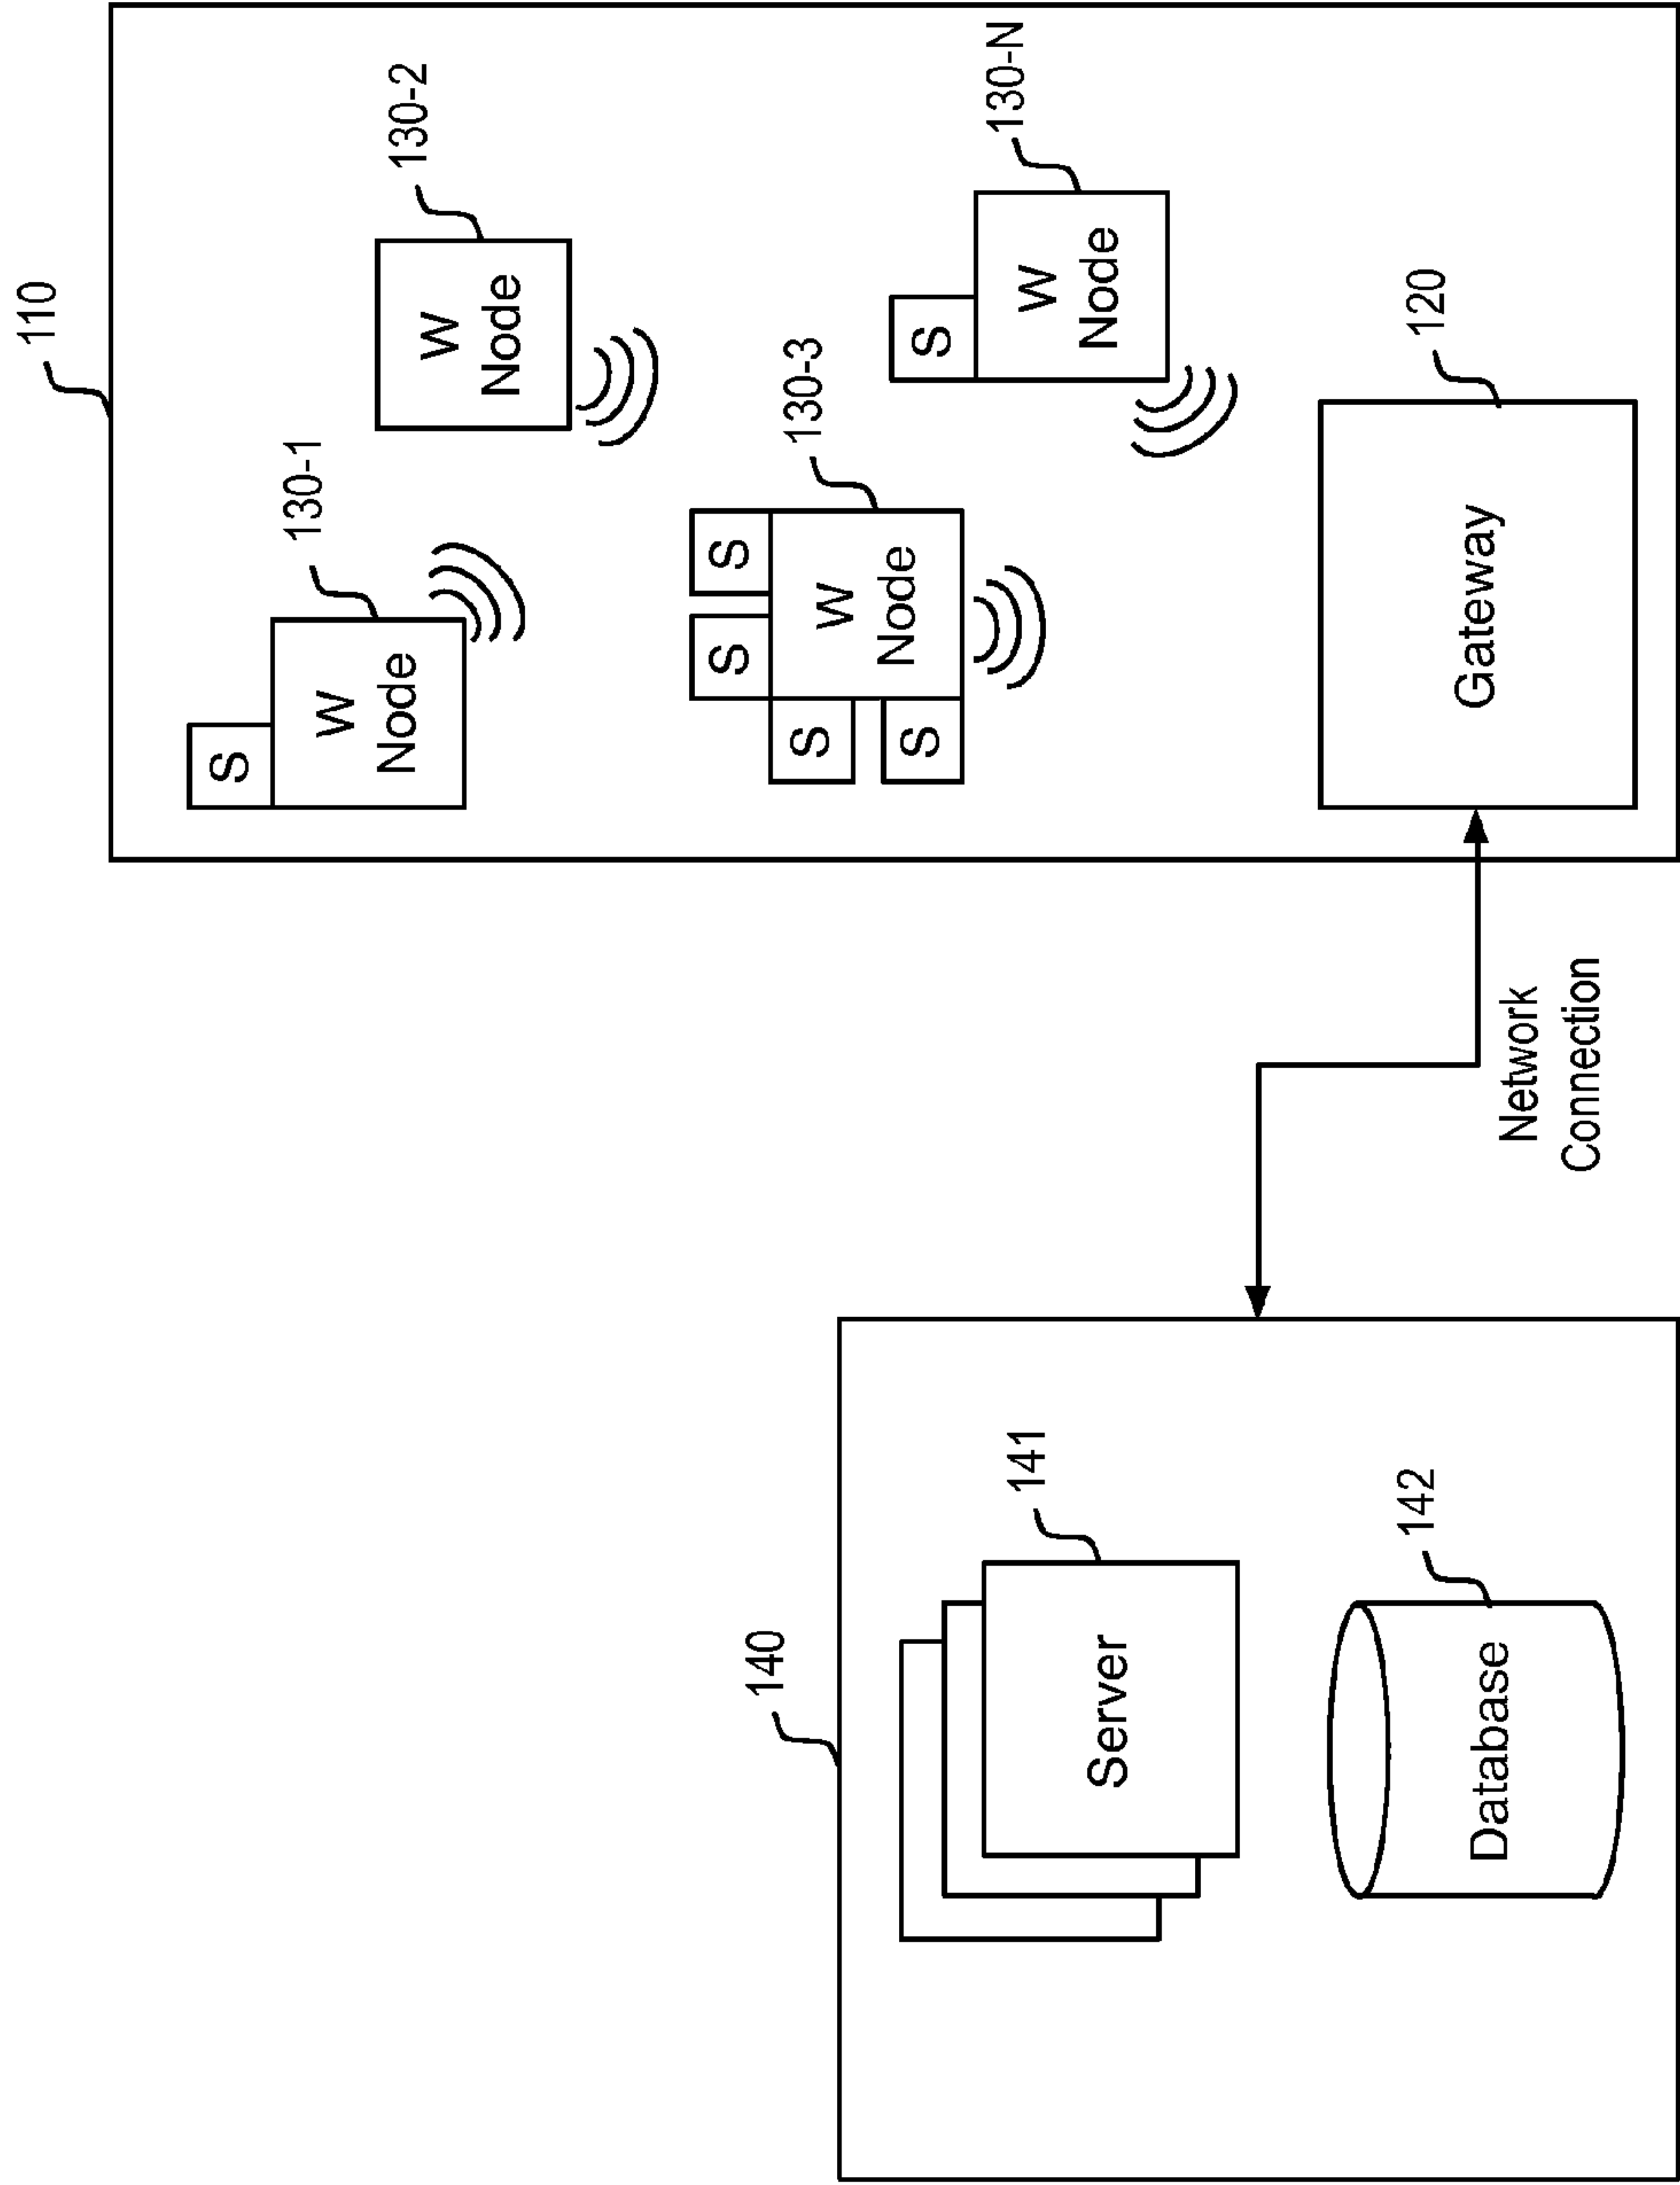 110
130-1
S
W
Node
130-2
W
Node
130-3
S
S
S
S
W
Node
130-N
S
W
Node
120
Gateway
Network
Connection
140
141
Server
142
Database